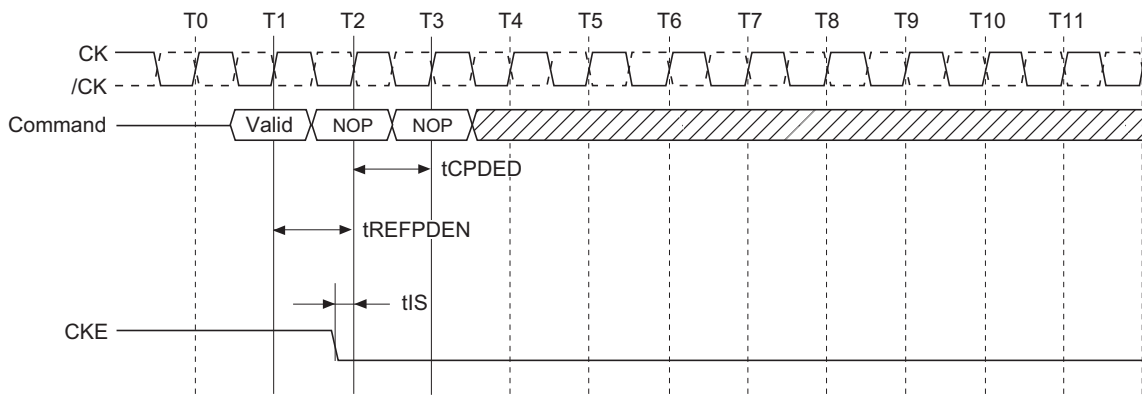 T0 T1 T2 T3 T4 T5 T6 T7 T8 T9 T10 T11
CK
/CK
Command Valid NOP NOP
tCPDED
tREFPDEN
tIS
CKE